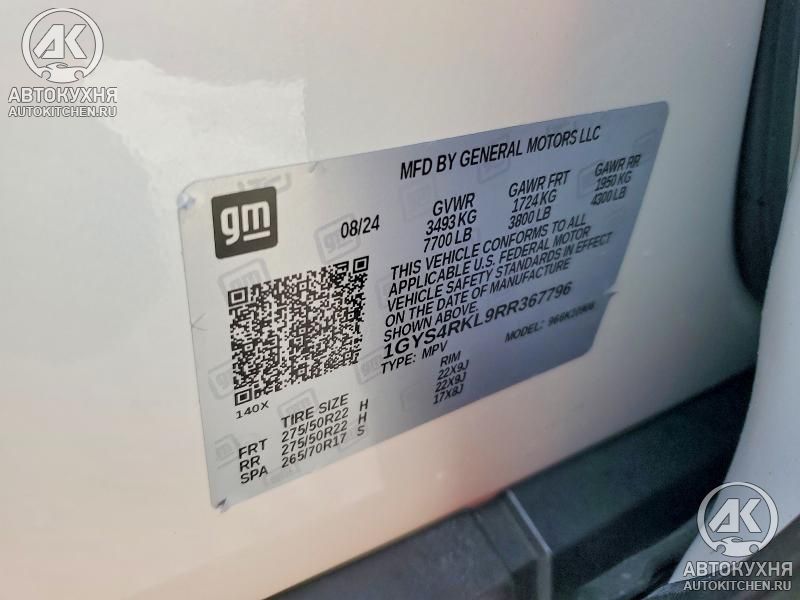 AK
АВТОКУХНЯ
AUTOKITCHEN.RU
MFD BY GENERAL MOTORS LLC
gm
08/24
GVWR GAWR FRT GAWR RR
3493 KG 1724 KG 1950 KG
7700 LB 3800 LB 4300 LB
THIS VEHICLE CONFORMS TO ALL
APPLICABLE U.S. FEDERAL MOTOR
VEHICLE SAFETY STANDARDS IN EFFECT
ON THE DATE OF MANUFACTURE
SHOWN ABOVE.
1GYS4RKL9RR367796
TYPE: MPV MODEL:
140X
TIRE SIZE RIM
FRT 275/50R22 H 22X9J
RR 275/50R22 H 22X9J
SPA 265/70R17 S 17X8J
AK
АВТОКУХНЯ
AUTOKITCHEN.RU